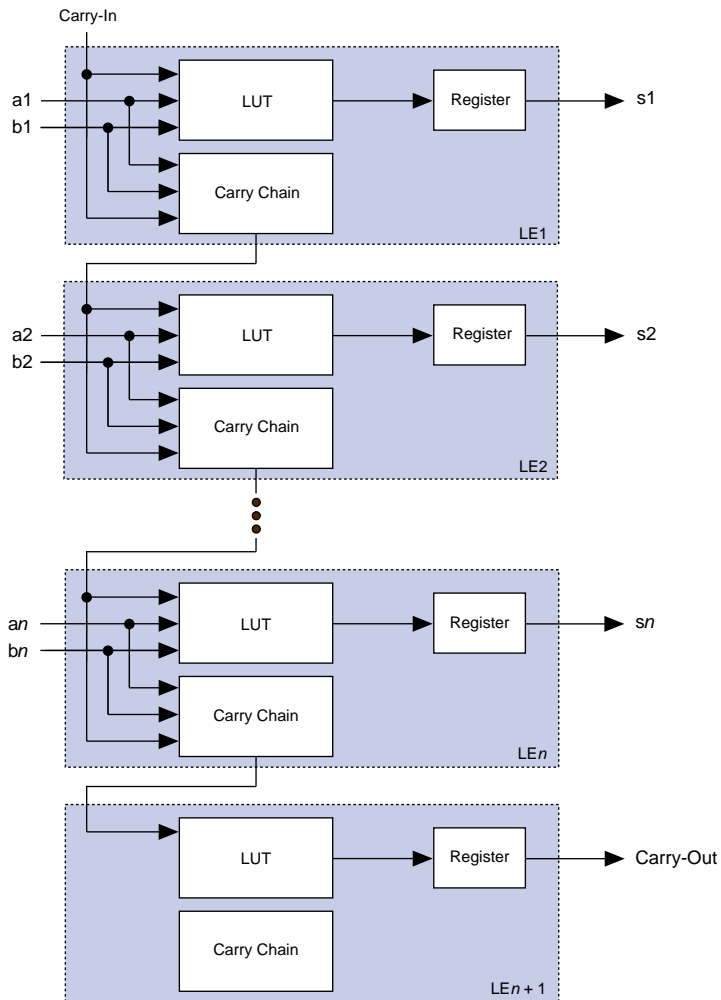 Carry-In
a1
b1
LUT
Register
s1
Carry Chain
LE1
a2
b2
LUT
Register
s2
Carry Chain
LE2
an
bn
LUT
Register
sn
Carry Chain
LEn
LUT
Register
Carry-Out
Carry Chain
LEn + 1